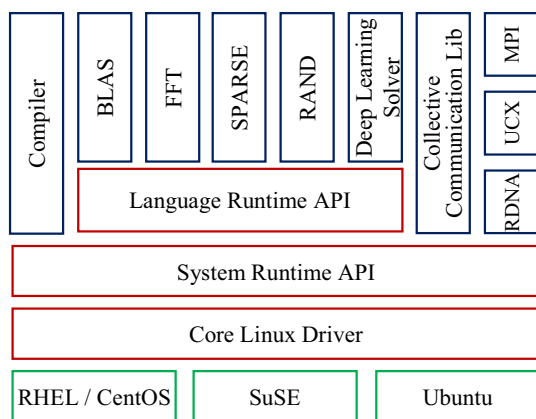 Compiler
BLAS
FFT
SPARSE
RAND
Deep Learning
Solver
Collective
Communication Lib
MPI
UCX
RDNA
Language Runtime API
System Runtime API
Core Linux Driver
RHEL / CentOS
SuSE
Ubuntu